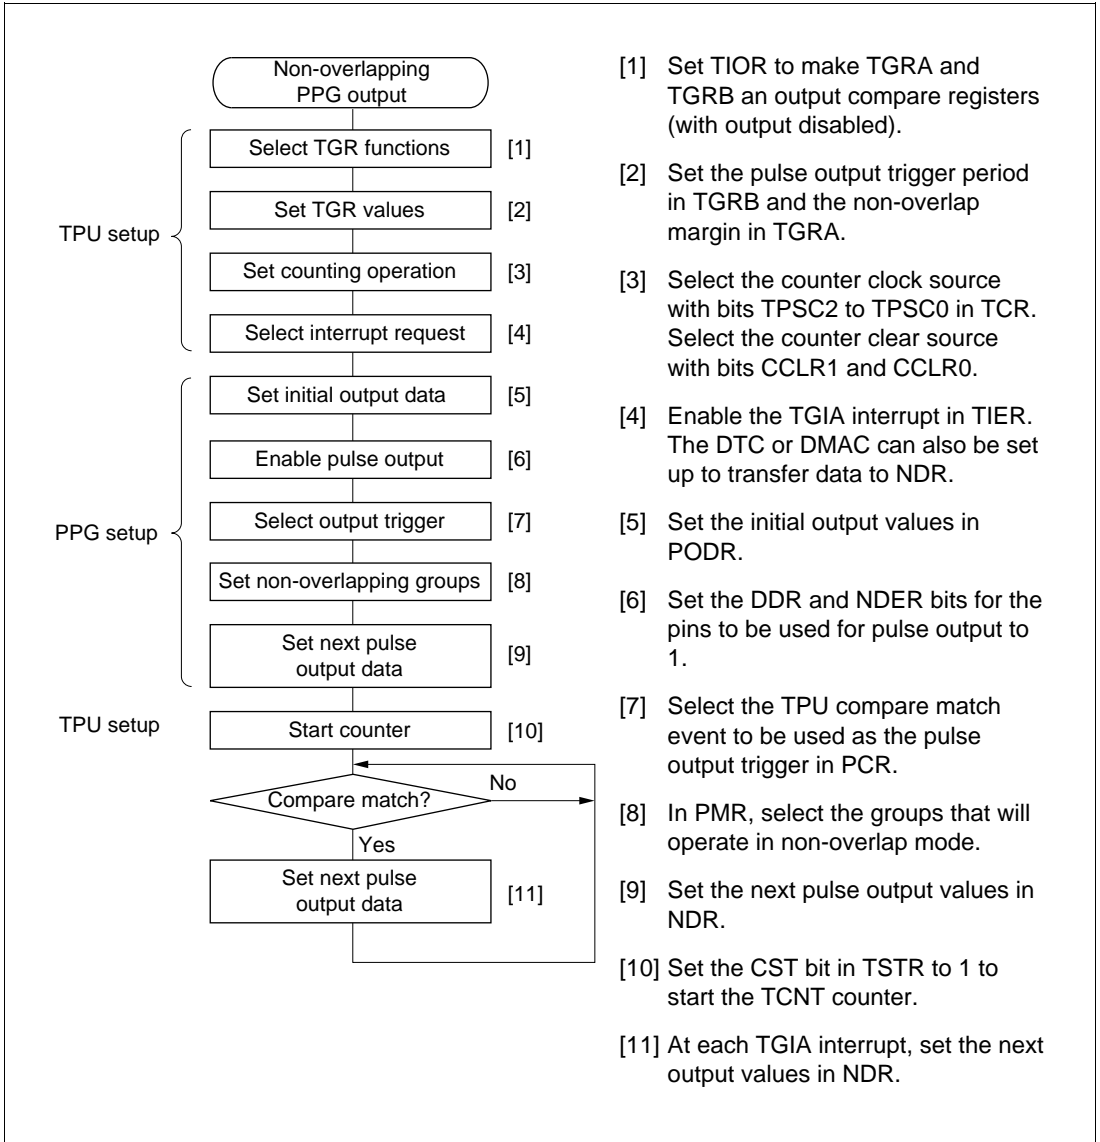 Non-overlapping
PPG output
Select TGR functions [1]
Set TGR values [2]
TPU setup
Set counting operation [3]
Select interrupt request [4]
Set initial output data [5]
Enable pulse output [6]
Select output trigger [7]
PPG setup
Set non-overlapping groups [8]
Set next pulse
output data
[9]
TPU setup
Start counter [10]
Compare match?
No
Yes
Set next pulse
output data
[11]
[1] Set TIOR to make TGRA and
TGRB an output compare registers
(with output disabled).
[2] Set the pulse output trigger period
in TGRB and the non-overlap
margin in TGRA.
[3] Select the counter clock source
with bits TPSC2 to TPSC0 in TCR.
Select the counter clear source
with bits CCLR1 and CCLR0.
[4] Enable the TGIA interrupt in TIER.
The DTC or DMAC can also be set
up to transfer data to NDR.
[5] Set the initial output values in
PODR.
[6] Set the DDR and NDER bits for the
pins to be used for pulse output to
1.
[7] Select the TPU compare match
event to be used as the pulse
output trigger in PCR.
[8] In PMR, select the groups that will
operate in non-overlap mode.
[9] Set the next pulse output values in
NDR.
[10] Set the CST bit in TSTR to 1 to
start the TCNT counter.
[11] At each TGIA interrupt, set the next
output values in NDR.